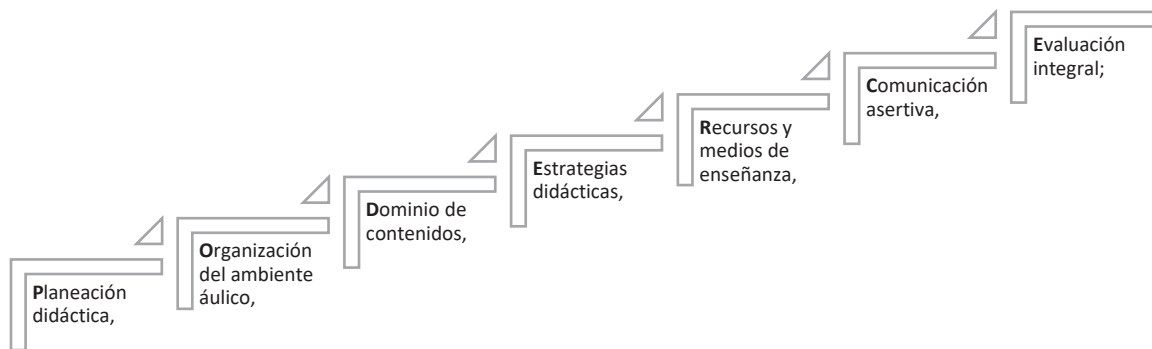 Planeación
didáctica,
Organización
del ambiente
áulico,
Dominio de
contenidos,
Estrategias
didácticas,
Recursos y
medios de
enseñanza,
Comunicación
asertiva,
Evaluación
integral;